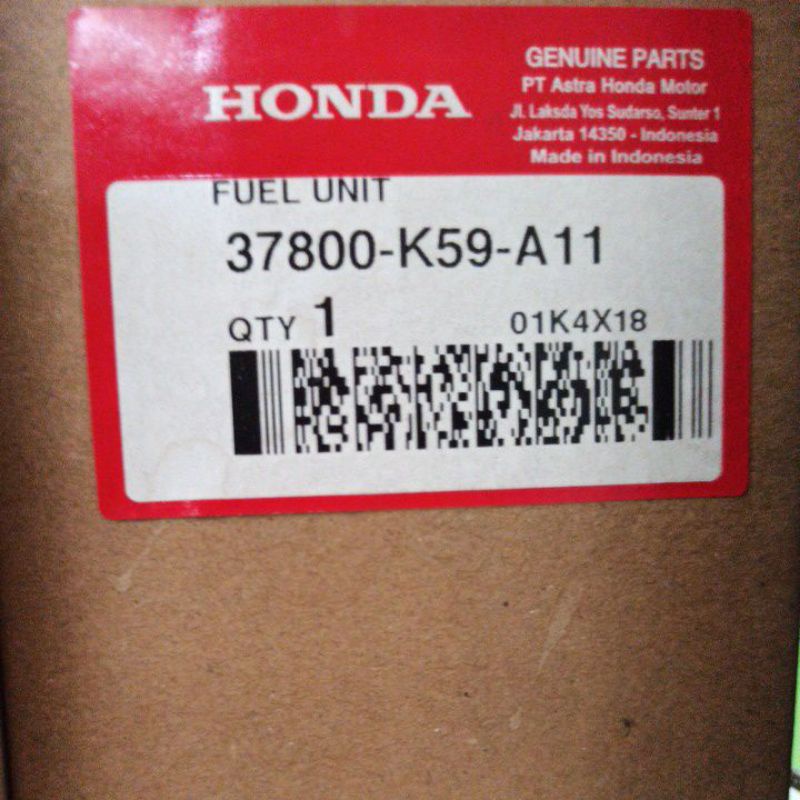 HONDA
GENUINE PARTS
PT Astra Honda Motor
Jl. Laksda Yos Sudarso, Sunter 1
Jakarta 14350 - Indonesia
Made in Indonesia
FUEL UNIT
37800-K59-A11
QTY 1 01K4X18